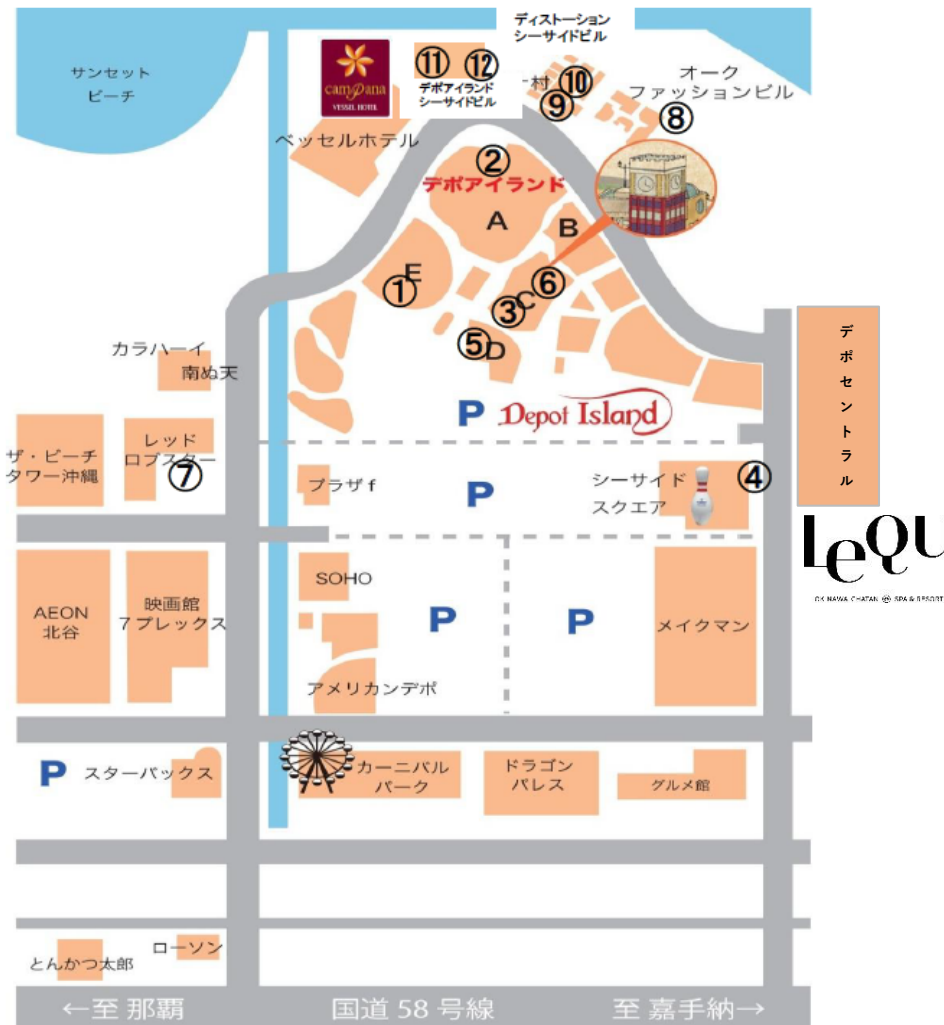 ディストーション
シーサイドビル
サンセット
ビーチ
campana
VESSEL HOTEL
⑪
⑫
デポアイランド
シーサイドビル
村
⑩
⑨
オーク
ファッションビル
⑧
ベッセルホテル
②
デポアイランド
A
B
E
①
⑥
C
③
⑤
D
デポセントラル
カラハーイ
南ぬ天
P
Depot Island
ザ・ビーチ
タワー沖縄
レッド
ロブスター
⑦
プラザ f
P
シーサイド
スクエア
④
LeQu
OKINAWA CHATAN SPA & RESORT
AEON
北谷
映画館
7 プレックス
SOHO
P
P
メイクマン
アメリカンデポ
P
スターバックス
カーニバル
パーク
ドラゴン
パレス
グルメ館
とんかつ太郎
ローソン
←至 那覇
国道 58 号線
至 嘉手納→